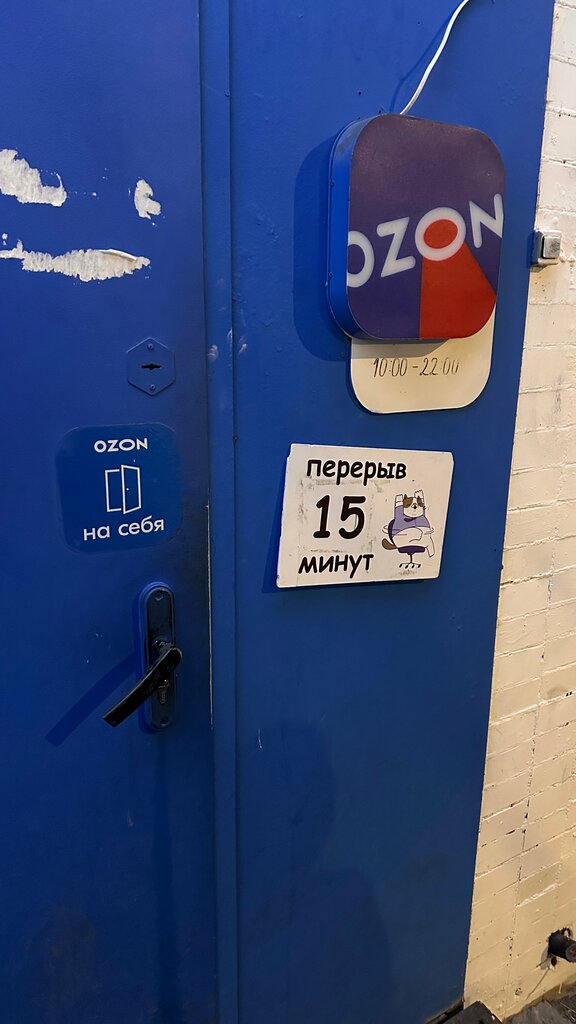 OZON
10:00 - 22:00
OZON
на себя
перерыв
15
минут